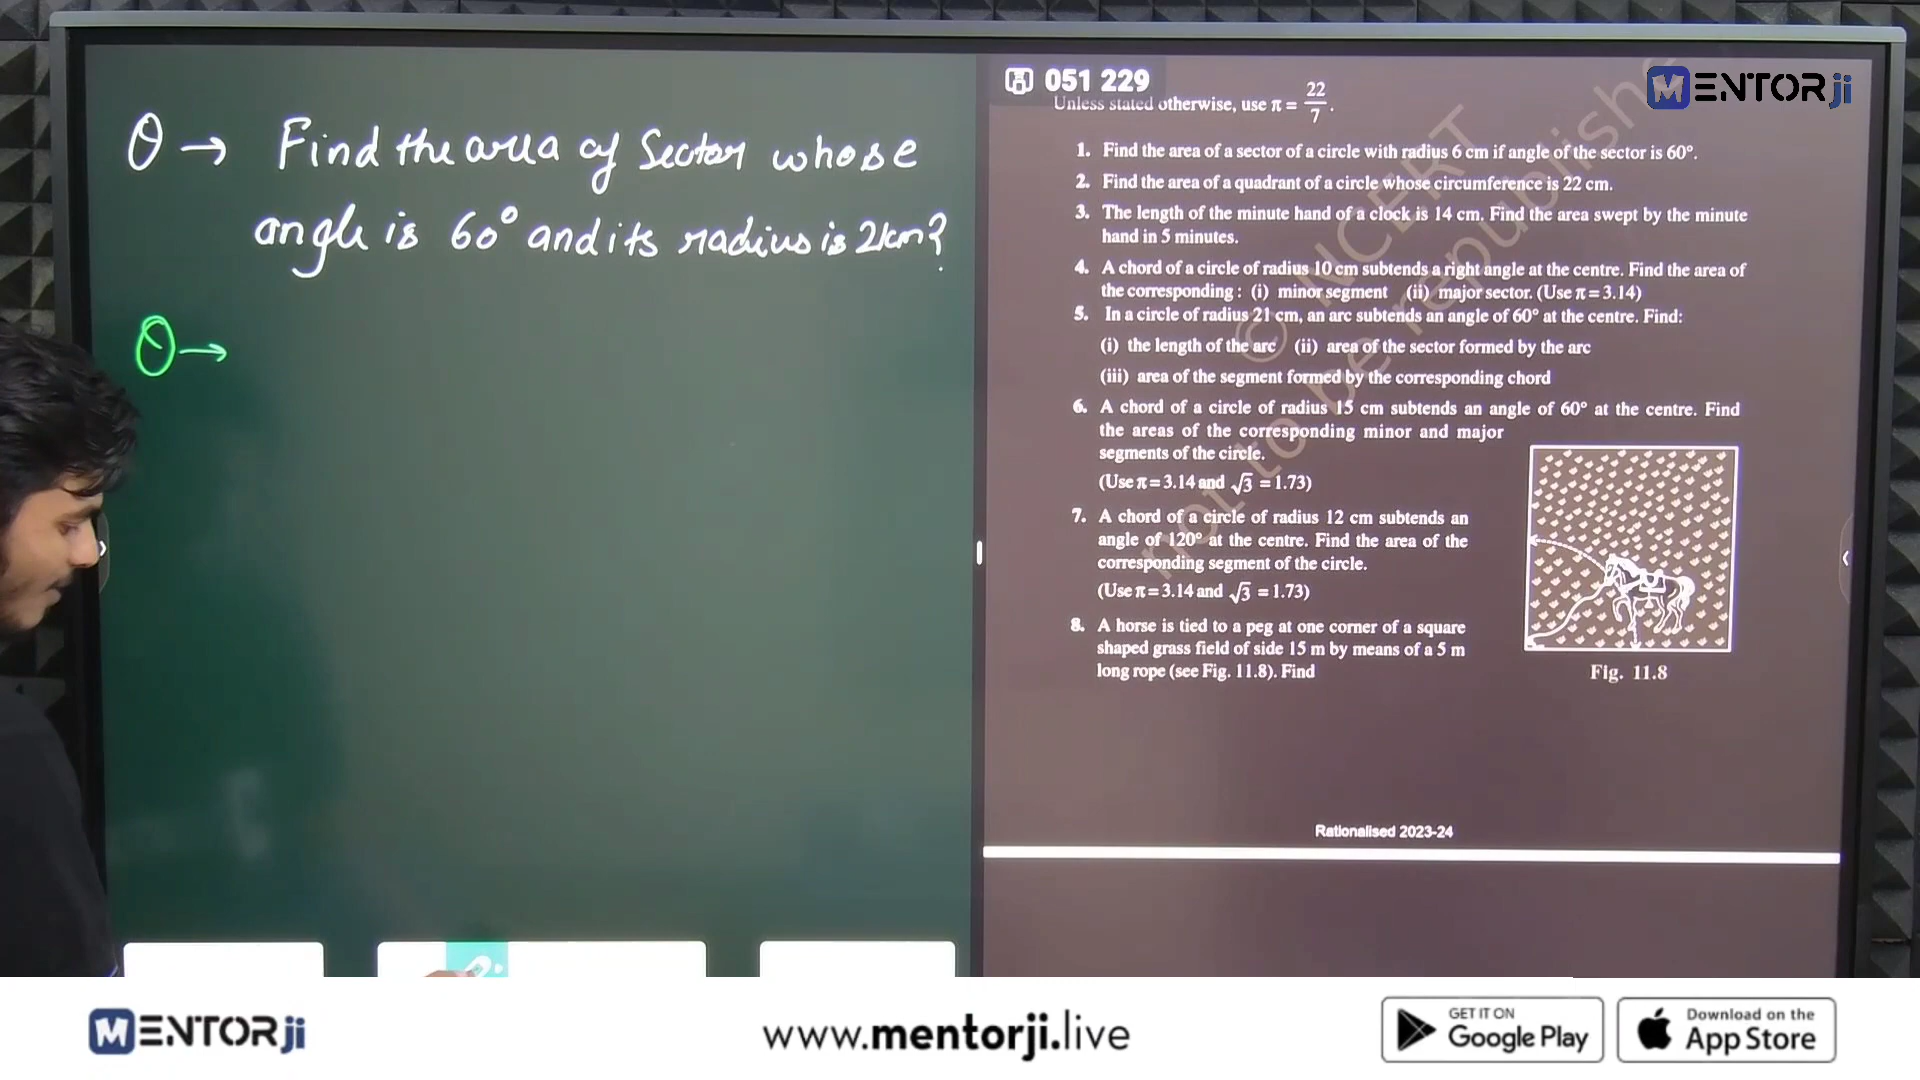 θ → Find the area of Sector whose
angle is 60° and its radius is 2km?
θ →
051 229
MENTORji
Unless stated otherwise, use π = 22/7.
1. Find the area of a sector of a circle with radius 6 cm if angle of the sector is 60°.
2. Find the area of a quadrant of a circle whose circumference is 22 cm.
3. The length of the minute hand of a clock is 14 cm. Find the area swept by the minute
hand in 5 minutes.
4. A chord of a circle of radius 10 cm subtends a right angle at the centre. Find the area of
the corresponding : (i) minor segment (ii) major sector. (Use π = 3.14)
5. In a circle of radius 21 cm, an arc subtends an angle of 60° at the centre. Find:
(i) the length of the arc (ii) area of the sector formed by the arc
(iii) area of the segment formed by the corresponding chord
6. A chord of a circle of radius 15 cm subtends an angle of 60° at the centre. Find
the areas of the corresponding minor and major
segments of the circle.
(Use π = 3.14 and √3 = 1.73)
7. A chord of a circle of radius 12 cm subtends an
angle of 120° at the centre. Find the area of the
corresponding segment of the circle.
(Use π = 3.14 and √3 = 1.73)
8. A horse is tied to a peg at one corner of a square
shaped grass field of side 15 m by means of a 5 m
long rope (see Fig. 11.8). Find
Fig. 11.8
© NCERT
not to be republishe
Rationalised 2023-24
MENTORji
www.mentorji.live
GET IT ON
Google Play
Download on the
App Store